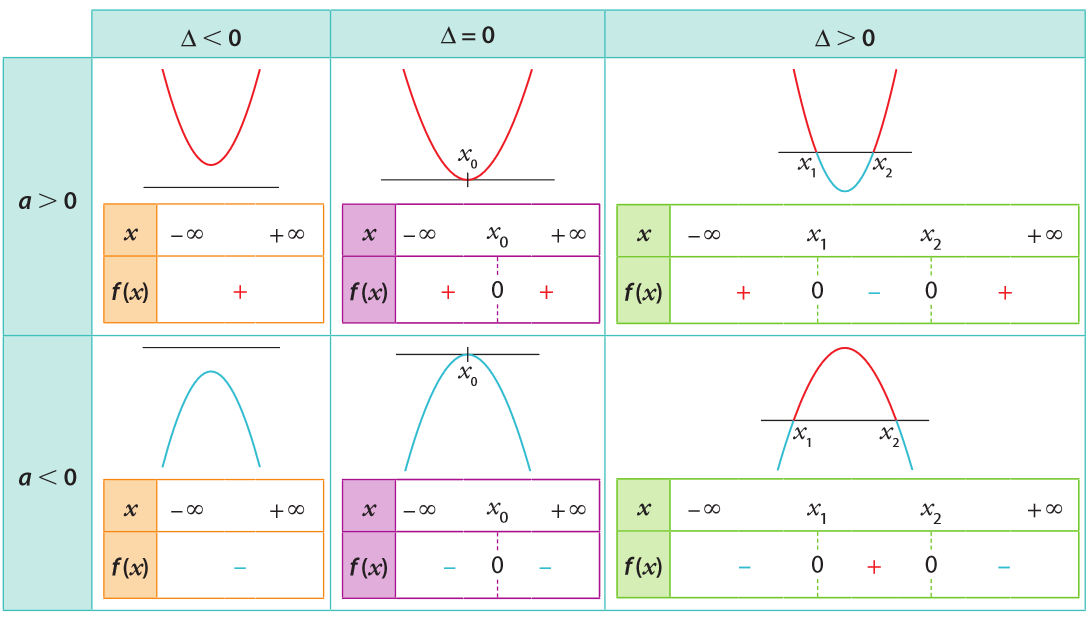 Δ < 0 Δ = 0 Δ > 0
a > 0
x₀
x₁ x₂
x −∞ +∞
f(x) +
x −∞ x₀ +∞
f(x) + 0 +
x −∞ x₁ x₂ +∞
f(x) + 0 − 0 +
a < 0
x₀
x₁ x₂
x −∞ +∞
f(x) −
x −∞ x₀ +∞
f(x) − 0 −
x −∞ x₁ x₂ +∞
f(x) − 0 + 0 −